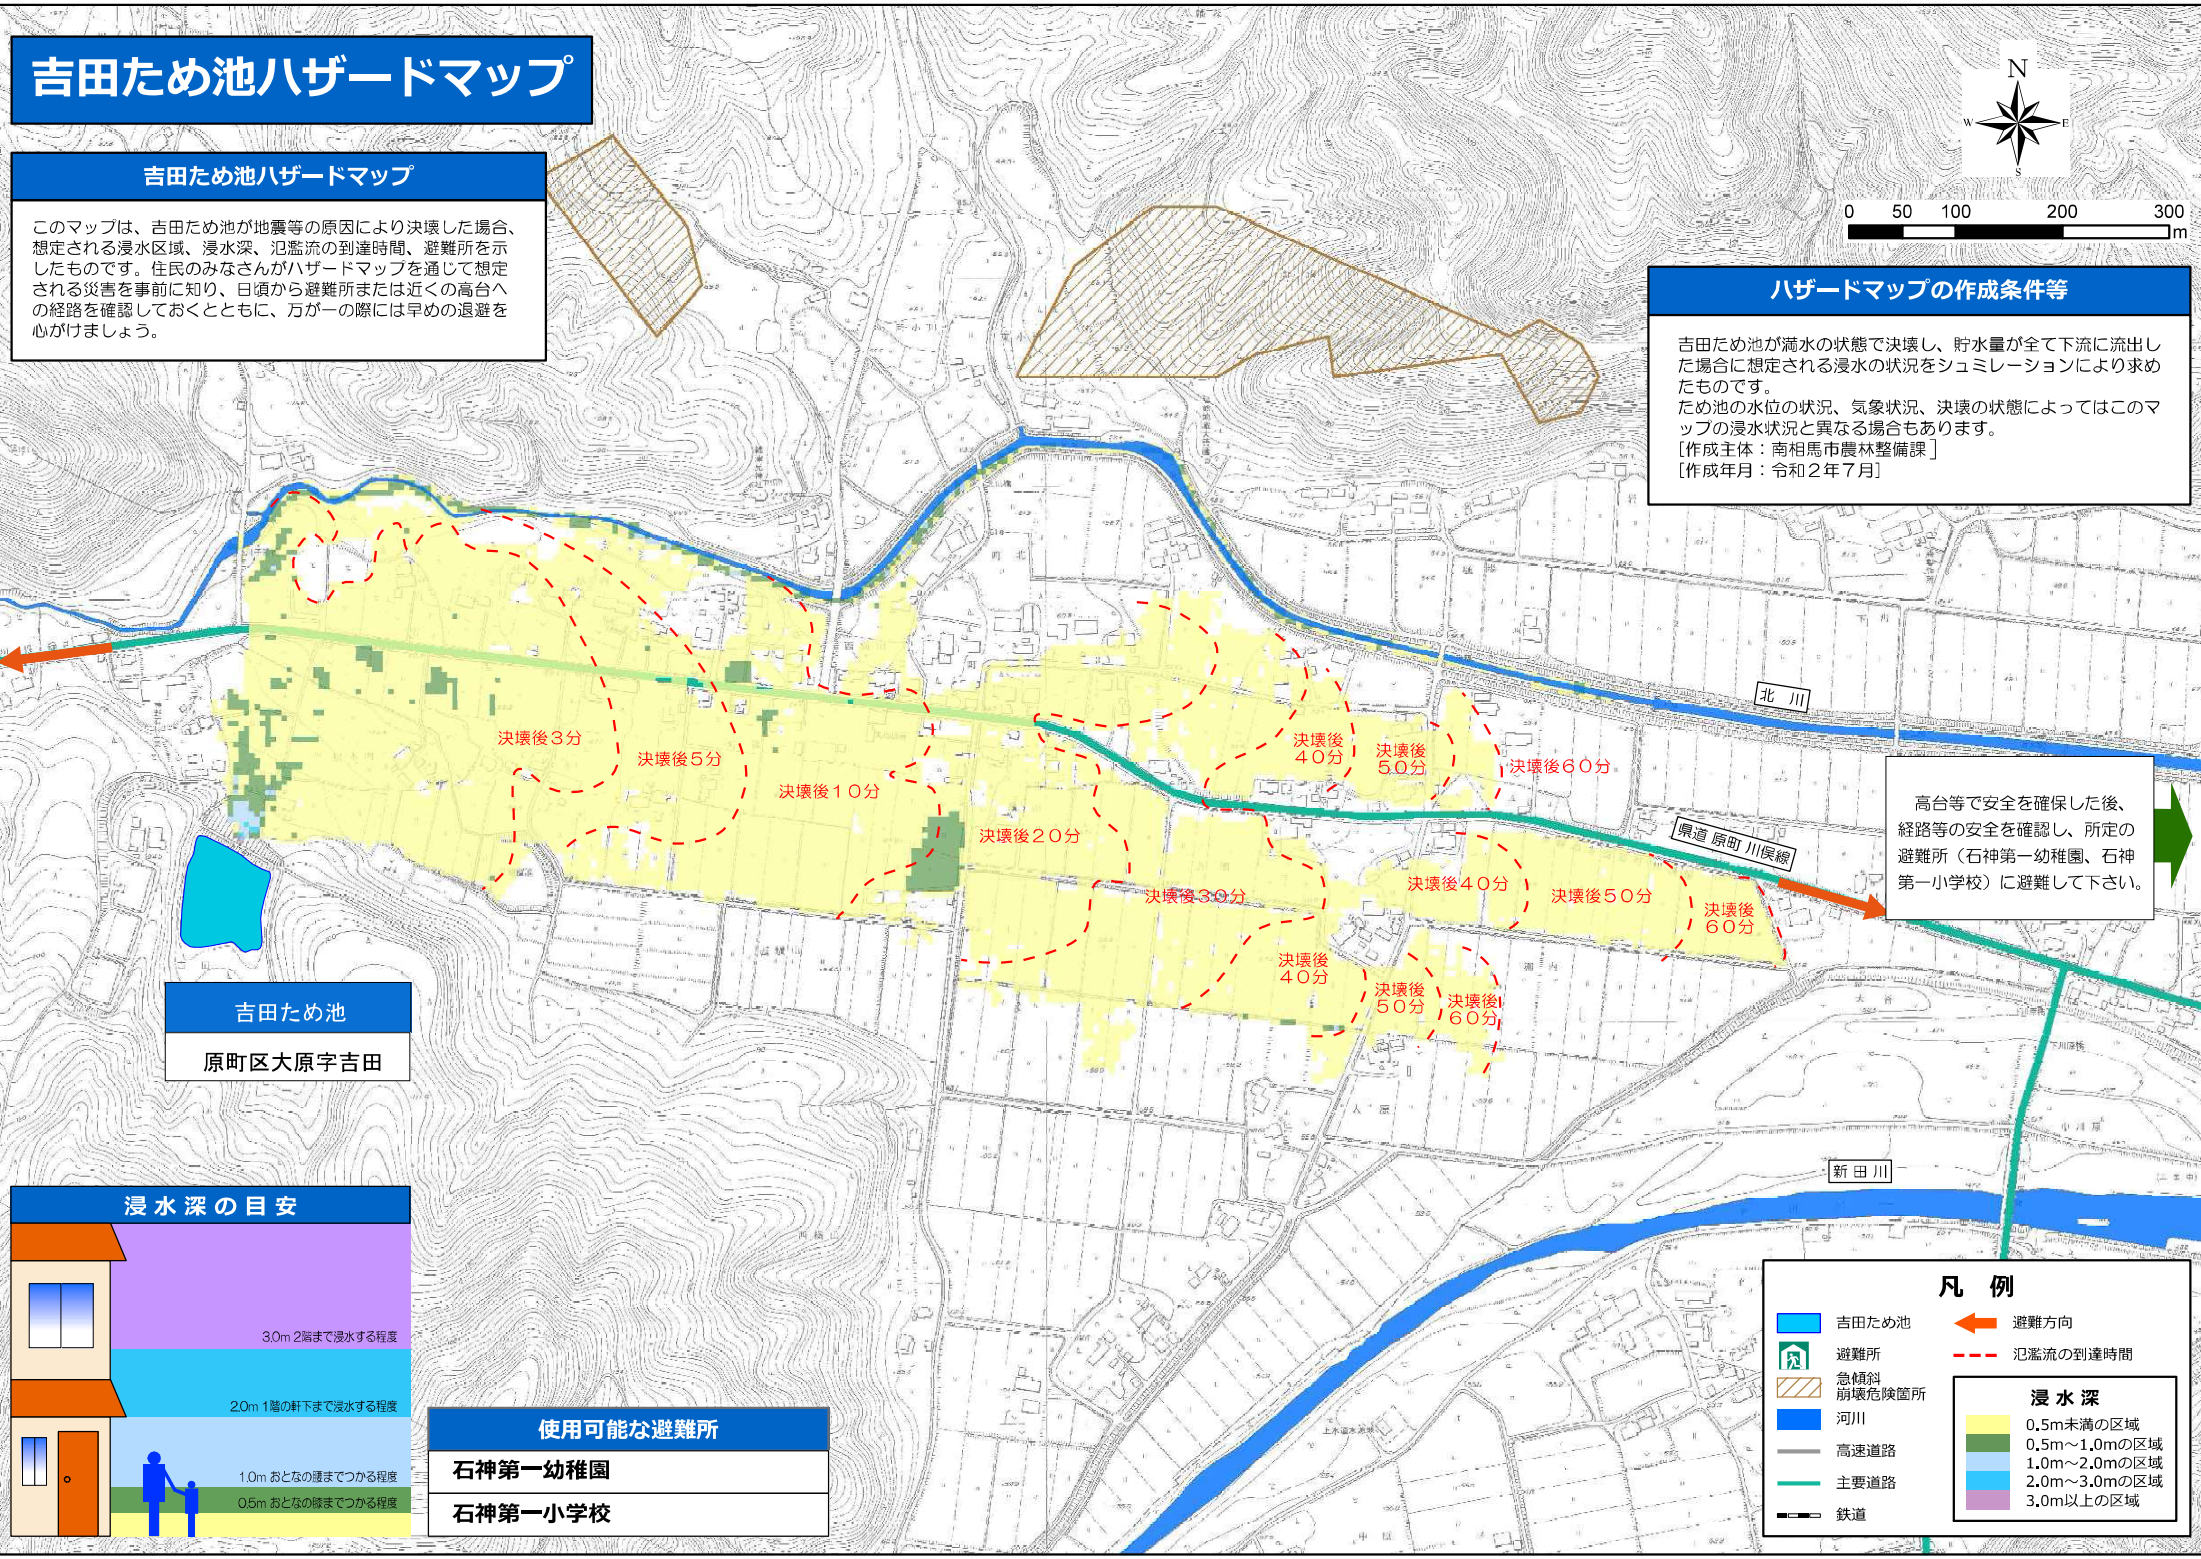 吉田ため池ハザードマップ
吉田ため池ハザードマップ
このマップは、吉田ため池が地震等の原因により決壊した場合、
想定される浸水区域、浸水深、氾濫流の到達時間、避難所を示
したものです。住民のみなさんがハザードマップを通じて想定
される災害を事前に知り、日頃から避難所または近くの高台へ
の経路を確認しておくとともに、万が一の際には早めの退避を
心がけましょう。
N
W
E
S
0 50 100 200 300
m
ハザードマップの作成条件等
吉田ため池が満水の状態で決壊し、貯水量が全て下流に流出し
た場合に想定される浸水の状況をシュミレーションにより求め
たものです。
ため池の水位の状況、気象状況、決壊の状態によってはこのマ
ップの浸水状況と異なる場合もあります。
[作成主体：南相馬市農林整備課]
[作成年月：令和２年７月]
北 川
決壊後３分
決壊後５分
決壊後１０分
決壊後２０分
決壊後３０分
決壊後
４０分
決壊後
５０分
決壊後６０分
決壊後４０分
決壊後５０分
決壊後
６０分
決壊後
４０分
決壊後
５０分
決壊後
６０分
県道 原町 川俣線
高台等で安全を確保した後、
経路等の安全を確認し、所定の
避難所（石神第一幼稚園、石神
第一小学校）に避難して下さい。
吉田ため池
原町区大原字吉田
新田川
浸水深の目安
3.0m 2階まで浸水する程度
2.0m 1階の軒下まで浸水する程度
1.0m おとなの腰までつかる程度
0.5m おとなの膝までつかる程度
使用可能な避難所
石神第一幼稚園
石神第一小学校
凡 例
吉田ため池
避難所
急傾斜
崩壊危険箇所
河川
高速道路
主要道路
鉄道
避難方向
氾濫流の到達時間
浸水深
0.5m未満の区域
0.5m～1.0mの区域
1.0m～2.0mの区域
2.0m～3.0mの区域
3.0m以上の区域